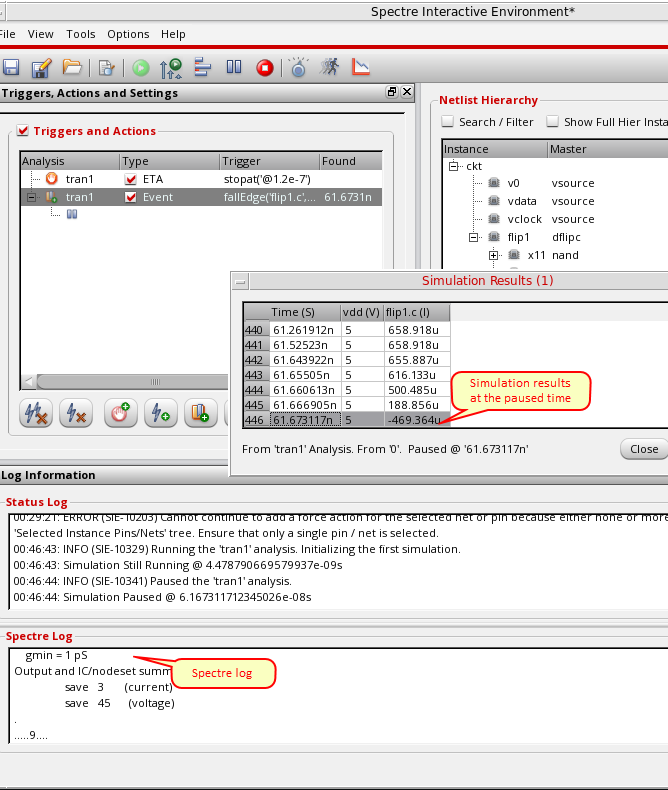 Spectre Interactive Environment*
File View Tools Options Help
Triggers, Actions and Settings
Triggers and Actions
Analysis Type Trigger Found
tran1 ETA stopat('@1.2e-7')
tran1 Event fallEdge('flip1.c',... 61.6731n
Netlist Hierarchy
Search / Filter Show Full Hier Insta
Instance Master
ckt
v0 vsource
vdata vsource
vclock vsource
flip1 dflipc
x11 nand
Simulation Results (1)
Time (S) vdd (V) flip1.c (I)
440 61.261912n 5 658.918u
441 61.52523n 5 658.918u
442 61.643922n 5 655.887u
443 61.65505n 5 616.133u
444 61.660613n 5 500.485u
445 61.666905n 5 188.856u
446 61.673117n 5 -469.364u
Simulation results
at the paused time
From 'tran1' Analysis. From '0'. Paused @ '61.673117n'
Close
Log Information
Status Log
00:29:21: ERROR (SIE-10203) Cannot continue to add a force action for the selected net or pin because either none or more
'Selected Instance Pins/Nets' tree. Ensure that only a single pin / net is selected.
00:46:43: INFO (SIE-10329) Running the 'tran1' analysis. Initializing the first simulation.
00:46:43: Simulation Still Running @ 4.478790669579937e-09s
00:46:44: INFO (SIE-10341) Paused the 'tran1' analysis.
00:46:44: Simulation Paused @ 6.167311712345026e-08s
Spectre Log
gmin = 1 pS
Output and IC/nodeset summ
save 3 (current)
save 45 (voltage)
.
.....9....
Spectre log